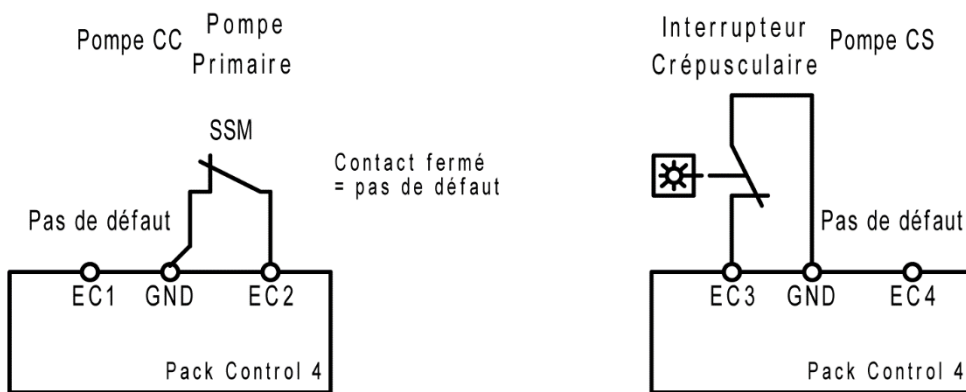 Pompe CC
Pompe
Primaire
SSM
Contact fermé
= pas de défaut
Pas de défaut
EC1 GND EC2
Pack Control 4
Interrupteur
Crépusculaire
Pompe CS
Pas de défaut
EC3 GND EC4
Pack Control 4